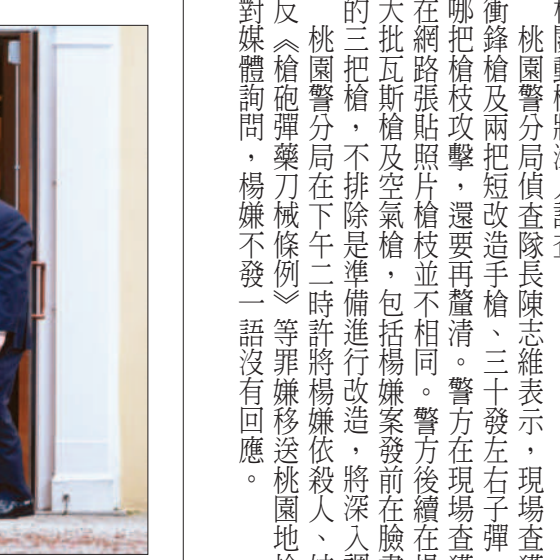 桃園警分局偵查隊長陳志維表示，現場查獲
衝鋒槍及兩把短改造手槍、三十發左右子彈
哪把槍枝攻擊，還要再釐清。警方在現場查獲
在網路張貼照片槍枝並不相同。警方後續在楊
大批瓦斯槍及空氣槍，包括楊嫌案發前在臉書
的三把槍，不排除是準備進行改造，將深入調
桃園警分局在下午二時許將楊嫌依殺人、
反《槍砲彈藥刀械條例》等罪嫌移送桃園地檢
對媒體詢問，楊嫌不發一語沒有回應。